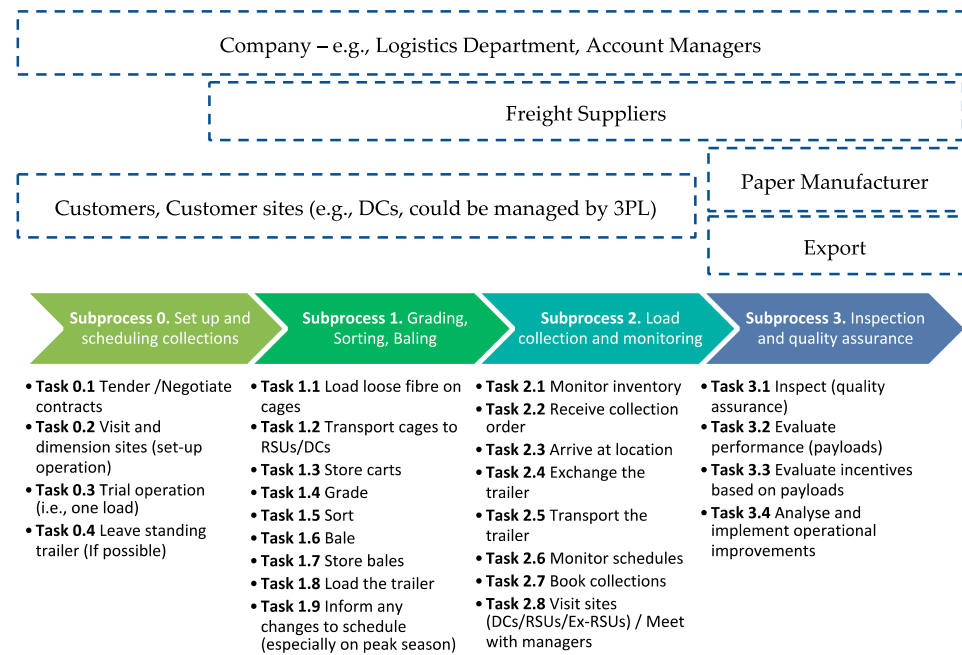 Company – e.g., Logistics Department, Account Managers
Freight Suppliers
Paper Manufacturer
Customers, Customer sites (e.g., DCs, could be managed by 3PL)
Export
Subprocess 0. Set up and
scheduling collections
Subprocess 1. Grading,
Sorting, Baling
Subprocess 2. Load
collection and monitoring
Subprocess 3. Inspection
and quality assurance
• Task 0.1 Tender /Negotiate
contracts
• Task 0.2 Visit and
dimension sites (set-up
operation)
• Task 0.3 Trial operation
(i.e., one load)
• Task 0.4 Leave standing
trailer (If possible)
• Task 1.1 Load loose fibre on
cages
• Task 1.2 Transport cages to
RSUs/DCs
• Task 1.3 Store carts
• Task 1.4 Grade
• Task 1.5 Sort
• Task 1.6 Bale
• Task 1.7 Store bales
• Task 1.8 Load the trailer
• Task 1.9 Inform any
changes to schedule
(especially on peak season)
• Task 2.1 Monitor inventory
• Task 2.2 Receive collection
order
• Task 2.3 Arrive at location
• Task 2.4 Exchange the
trailer
• Task 2.5 Transport the
trailer
• Task 2.6 Monitor schedules
• Task 2.7 Book collections
• Task 2.8 Visit sites
(DCs/RSUs/Ex-RSUs) / Meet
with managers
• Task 3.1 Inspect (quality
assurance)
• Task 3.2 Evaluate
performance (payloads)
• Task 3.3 Evaluate incentives
based on payloads
• Task 3.4 Analyse and
implement operational
improvements